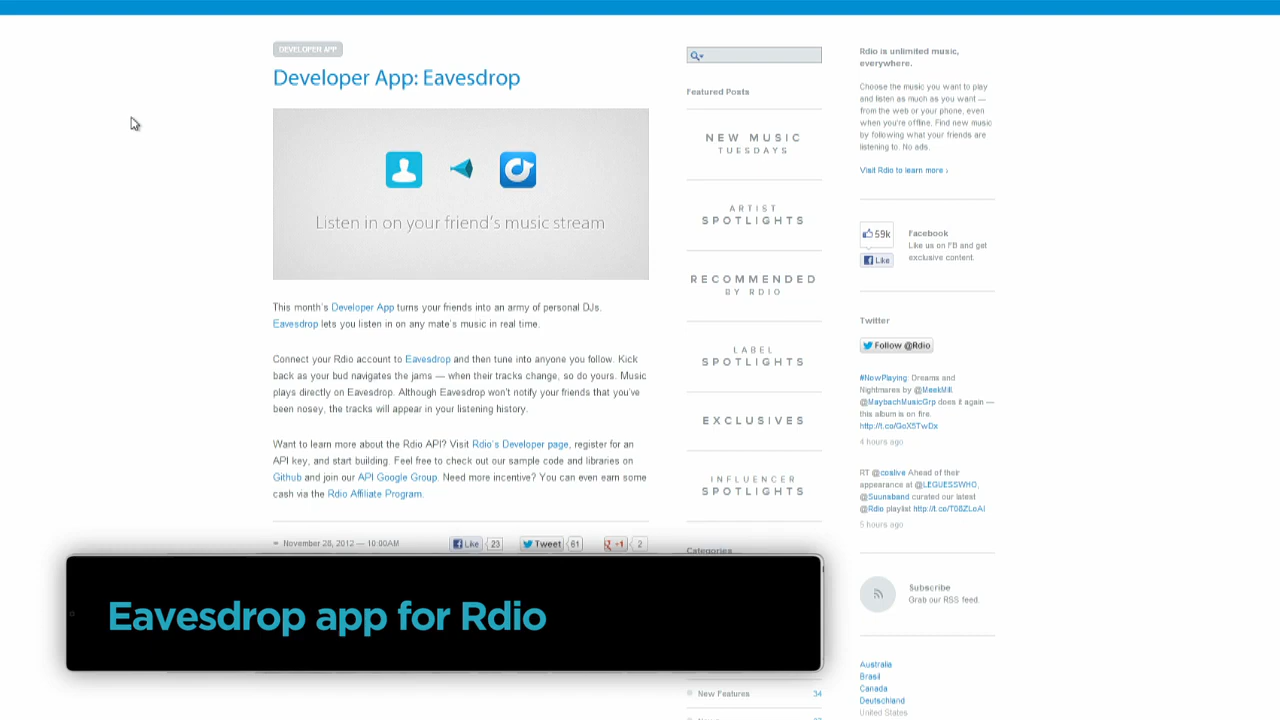 DEVELOPER APP
Developer App: Eavesdrop
Listen in on your friend's music stream
This month's Developer App turns your friends into an army of personal DJs.
Eavesdrop lets you listen in on any mate's music in real time.
Connect your Rdio account to Eavesdrop and then tune into anyone you follow. Kick
back as your bud navigates the jams — when their tracks change, so do yours. Music
plays directly on Eavesdrop. Although Eavesdrop won't notify your friends that you've
been nosey, the tracks will appear in your listening history.
Want to learn more about the Rdio API? Visit Rdio's Developer page, register for an
API key, and start building. Feel free to check out our sample code and libraries on
Github and join our API Google Group. Need more incentive? You can even earn some
cash via the Rdio Affiliate Program.
November 26, 2012 — 10:00AM
Like 23
Tweet 61
+1 2
Featured Posts
NEW MUSIC
TUESDAYS
ARTIST
SPOTLIGHTS
RECOMMENDED
BY RDIO
LABEL
SPOTLIGHTS
EXCLUSIVES
INFLUENCER
SPOTLIGHTS
Categories
New Features 34
Rdio is unlimited music,
everywhere.
Choose the music you want to play
and listen as much as you want —
from the web or your phone, even
when you're offline. Find new music
by following what your friends are
listening to. No ads.
Visit Rdio to learn more ›
59k
Like
Facebook
Like us on FB and get
exclusive content.
Twitter
Follow @Rdio
#NowPlaying: Dreams and
Nightmares by @MeekMill.
@MaybachMusicGrp does it again —
this album is on fire.
4 hours ago
RT @coslive Ahead of their
appearance at @LEGUESSWHO,
@Suunsband curated our latest
@Rdio playlist
5 hours ago
Subscribe
Grab our RSS feed.
Australia
Brasil
Canada
Deutschland
United States
Eavesdrop app for Rdio